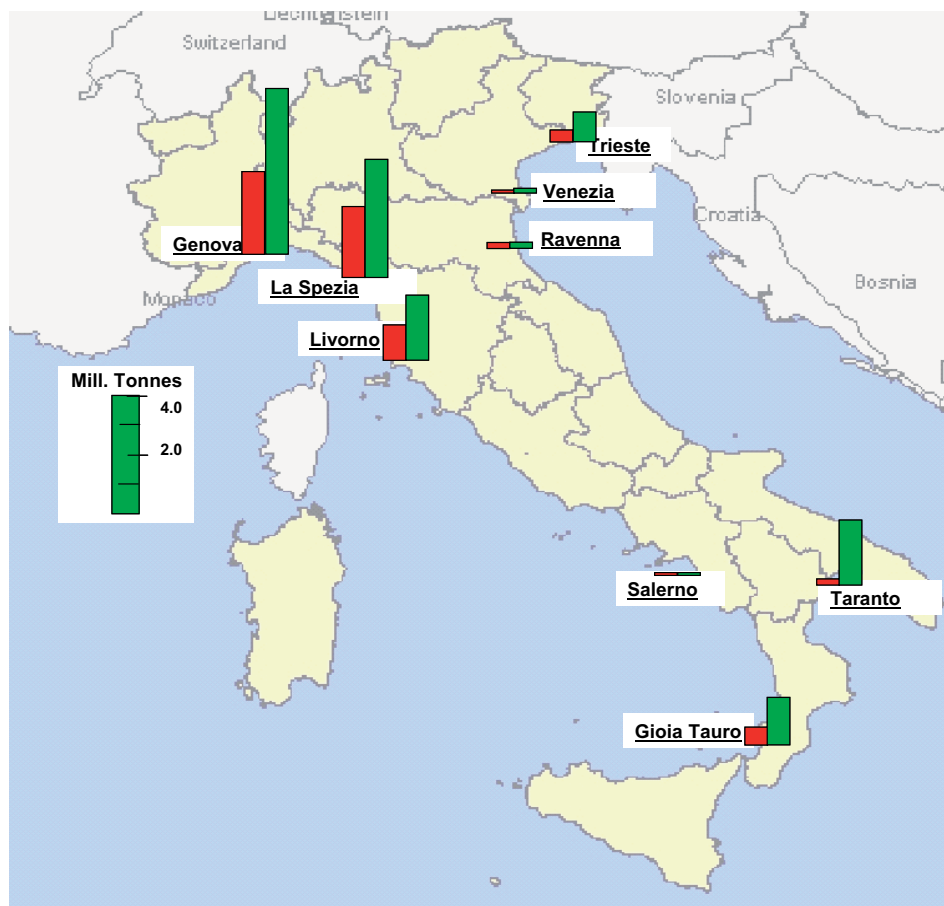 Liechtenstein
Switzerland
Slovenia
Trieste
Venezia
Croatia
Genova
Ravenna
La Spezia
Bosnia
Monaco
Livorno
Mill. Tonnes
4.0
2.0
Salerno
Taranto
Gioia Tauro